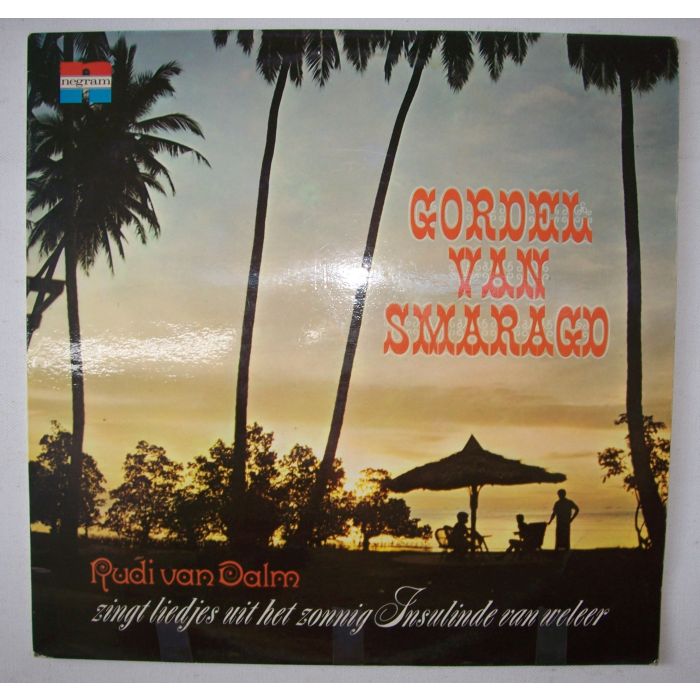 negram
GORDEL
VAN
SMARAGD
Rudi van Dalm
zingt liedjes uit het zonnig Insulinde van weleer